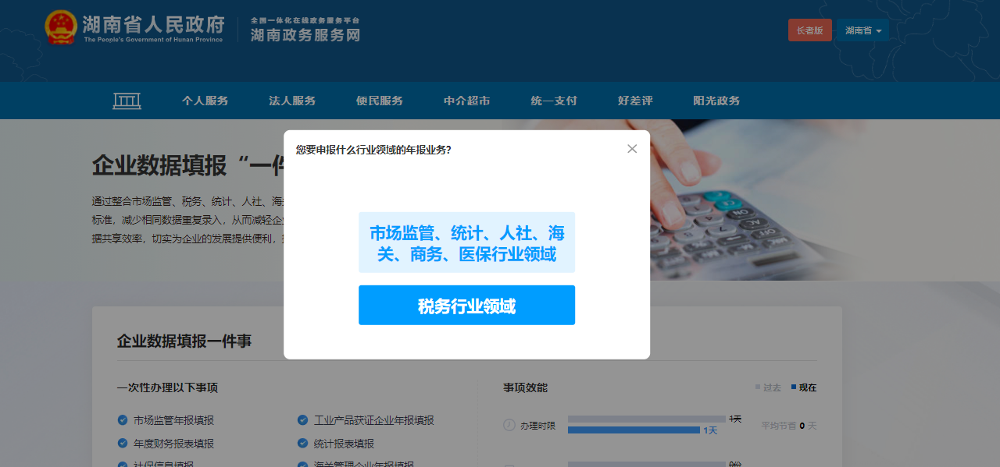 湖南省人民政府
The People's Government of Hunan Province
全国一体化在线政务服务平台
湖南政务服务网
长者版
湖南省
个人服务 法人服务 便民服务 中介超市 统一支付 好差评 阳光政务
您要申报什么行业领域的年报业务?
市场监管、统计、人社、海
关、商务、医保行业领域
税务行业领域
企业数据填报“一件
通过整合市场监管、税务、统计、人社、海
标准，减少相同数据重复录入，从而减轻企
据共享效率，切实为企业的发展提供便利，
企业数据填报一件事
一次性办理以下事项
市场监管年报填报 工业产品获证企业年报填报
年度财务报表填报 统计报表填报
社保信息填报 海关管理企业年报填报
事项效能 过去 现在
办理时限 1天 平均节省 0 天
1天
0份